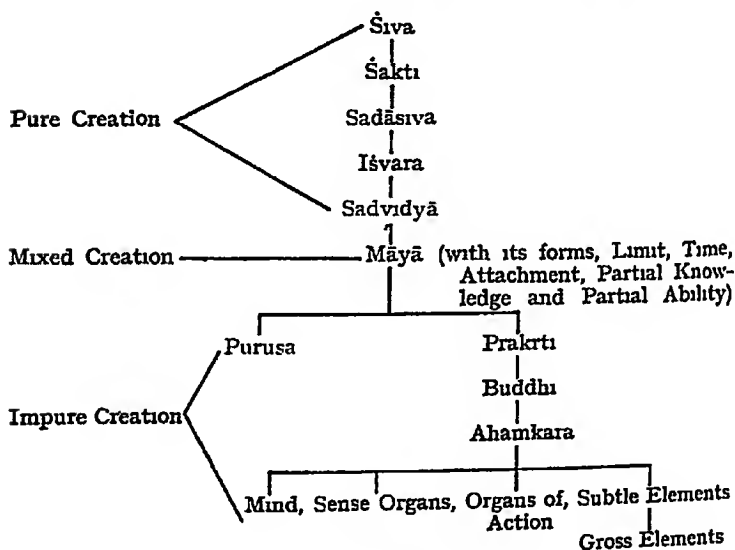 Śiva
Śakti
Pure Creation
Sadāsiva
Iśvara
Sadvidyā
Mixed Creation
Māyā (with its forms, Limit, Time,
Attachment, Partial Know-
ledge and Partial Ability)
Purusa
Prakrti
Buddhi
Impure Creation
Ahamkara
Mind, Sense Organs, Organs of, Subtle Elements
Action
Gross Elements